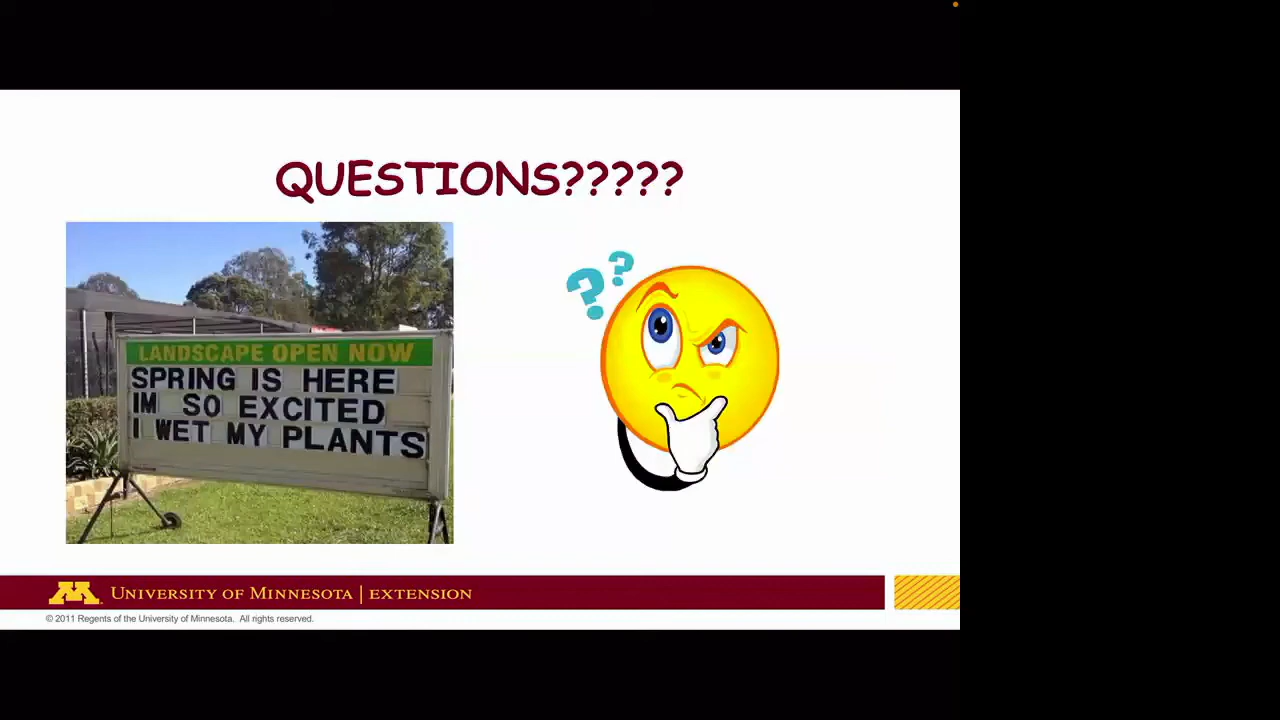 QUESTIONS?????
LANDSCAPE OPEN NOW
SPRING IS HERE
IM SO EXCITED
I WET MY PLANTS
? ?
M UNIVERSITY OF MINNESOTA | EXTENSION
© 2011 Regents of the University of Minnesota. All rights reserved.